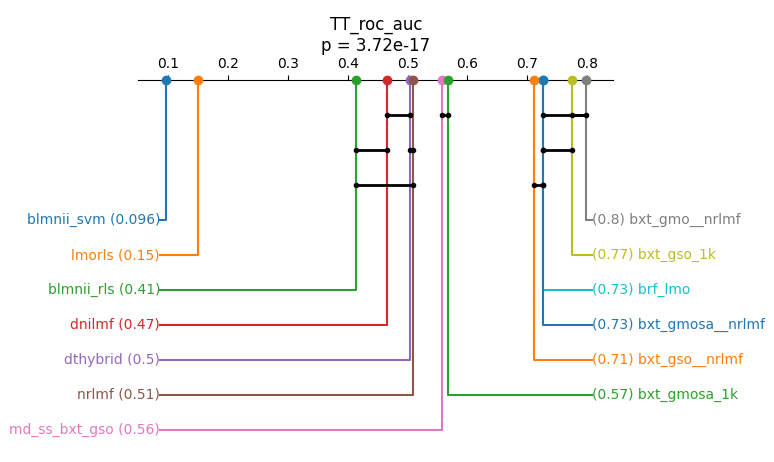 TT_roc_auc
p = 3.72e-17
0.1 0.2 0.3 0.4 0.5 0.6 0.7 0.8
blmnii_svm (0.096)
lmorls (0.15)
blmnii_rls (0.41)
dnilmf (0.47)
dthybrid (0.5)
nrlmf (0.51)
md_ss_bxt_gso (0.56)
(0.8) bxt_gmo__nrlmf
(0.77) bxt_gso_1k
(0.73) brf_lmo
(0.73) bxt_gmosa__nrlmf
(0.71) bxt_gso__nrlmf
(0.57) bxt_gmosa_1k